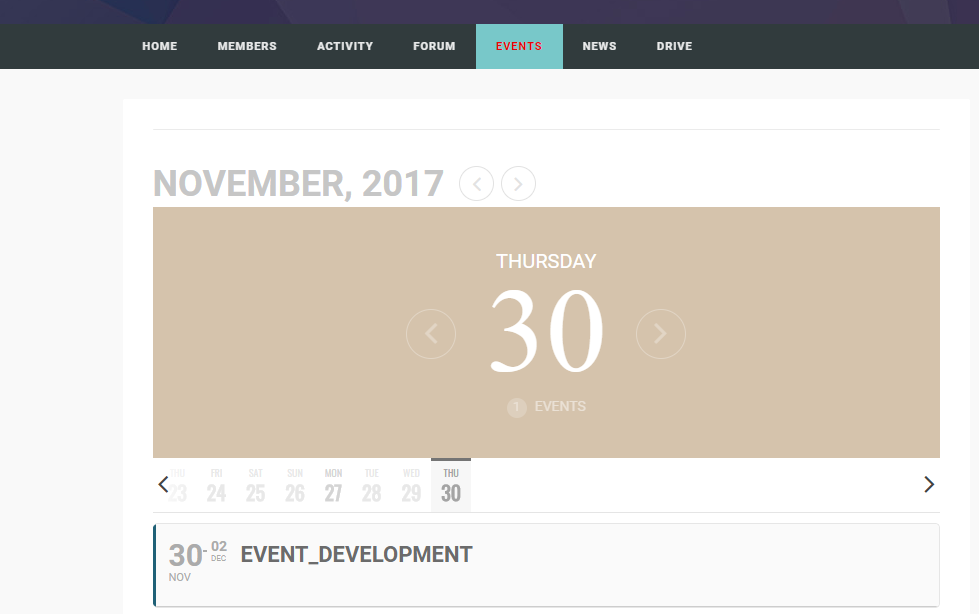 HOME MEMBERS ACTIVITY FORUM EVENTS NEWS DRIVE
NOVEMBER, 2017
THURSDAY
30
1 EVENTS
THU FRI SAT SUN MON TUE WED THU
23 24 25 26 27 28 29 30
30- 02 EVENT_DEVELOPMENT
DEC
NOV